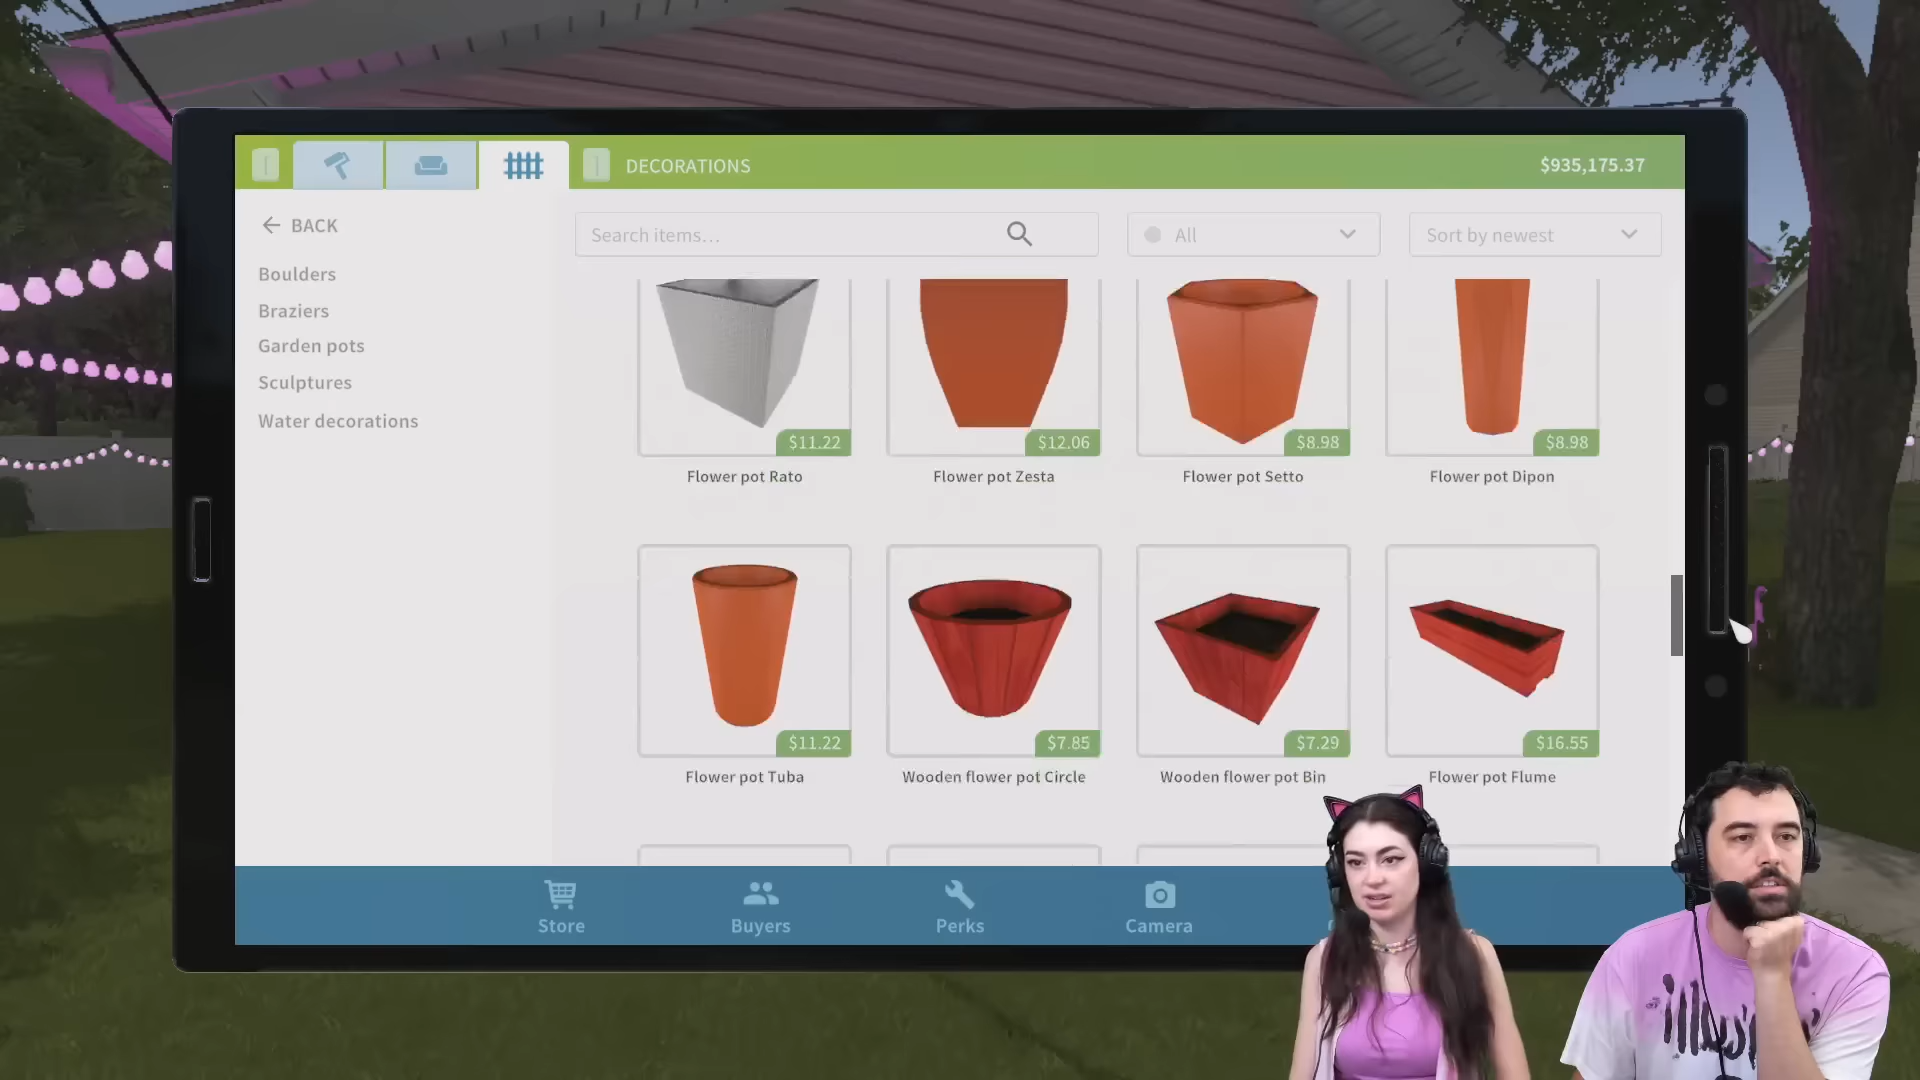 DECORATIONS
$935,175.37
BACK
Search items...
All
Sort by newest
Boulders
Braziers
Garden pots
Sculptures
Water decorations
$11.22
$12.06
$8.98
$8.98
Flower pot Rato
Flower pot Zesta
Flower pot Setto
Flower pot Dipon
$11.22
$7.85
$7.29
$16.55
Flower pot Tuba
Wooden flower pot Circle
Wooden flower pot Bin
Flower pot Flume
Store
Buyers
Perks
Camera